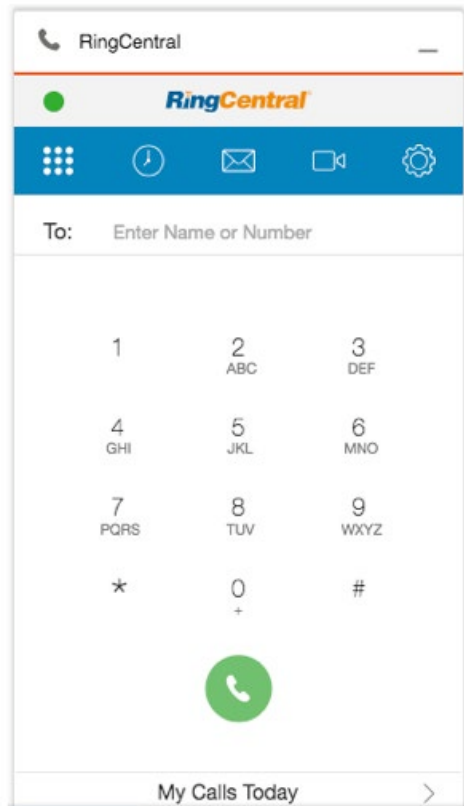 RingCentral
RingCentral
To: Enter Name or Number
1 2 3
ABC DEF
4 5 6
GHI JKL MNO
7 8 9
PQRS TUV WXYZ
* 0 #
+
My Calls Today